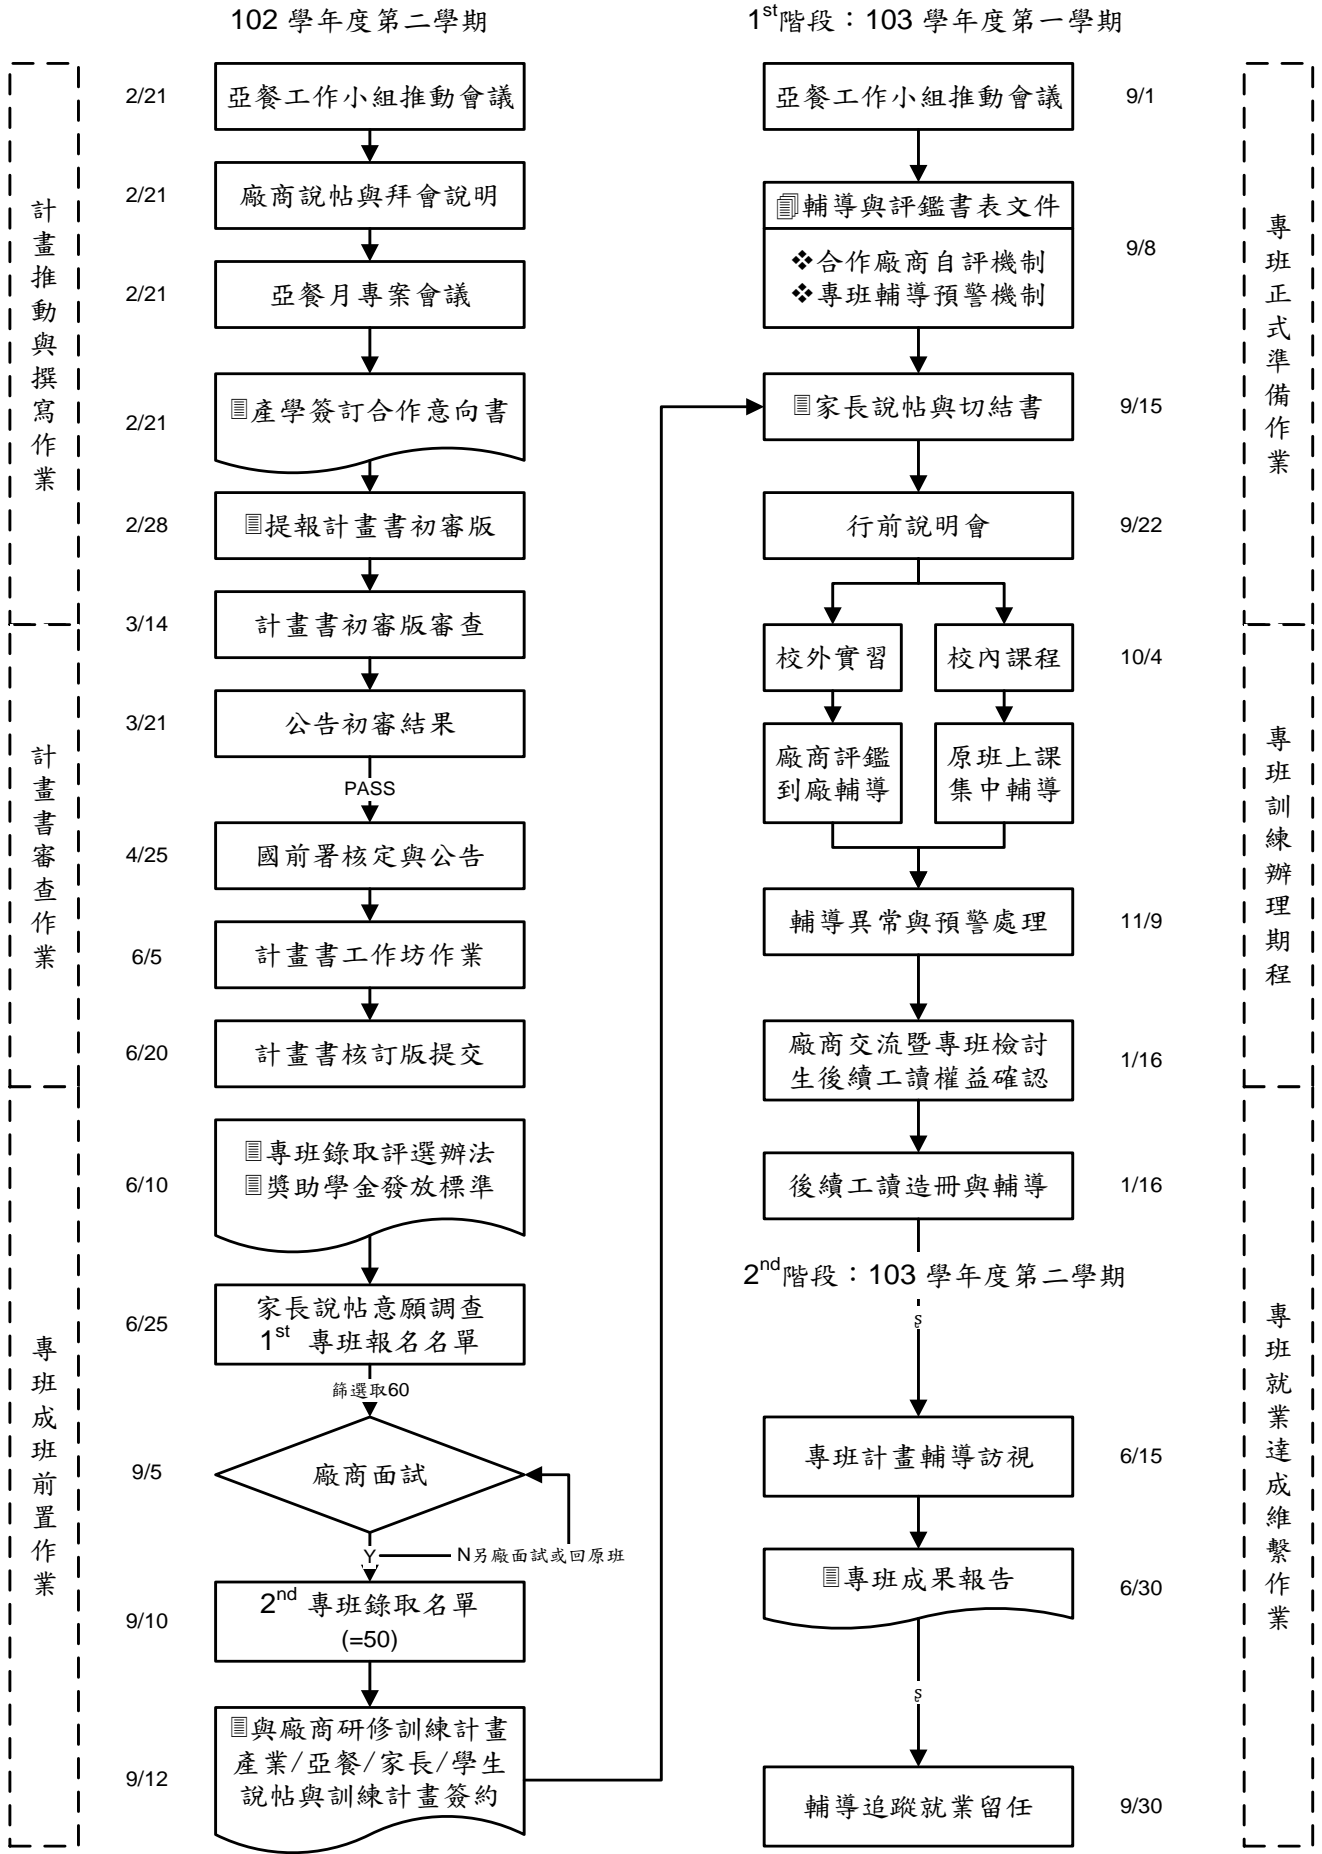 102 學年度第二學期
計畫推動與撰寫作業
2/21
亞餐工作小組推動會議
2/21
廠商說帖與拜會說明
2/21
亞餐月專案會議
2/21
產學簽訂合作意向書
2/28
提報計畫書初審版
計畫書審查作業
3/14
計畫書初審版審查
3/21
公告初審結果
PASS
4/25
國前署核定與公告
6/5
計畫書工作坊作業
6/20
計畫書核訂版提交
專班成班前置作業
6/10
專班錄取評選辦法
獎助學金發放標準
6/25
家長說帖意願調查
1st 專班報名名單
篩選取60
9/5
廠商面試
Y
N另廠面試或回原班
9/10
2nd 專班錄取名單
(=50)
9/12
與廠商研修訓練計畫
產業/亞餐/家長/學生
說帖與訓練計畫簽約
1st階段：103 學年度第一學期
專班正式準備作業
亞餐工作小組推動會議
9/1
輔導與評鑑書表文件
❖合作廠商自評機制
❖專班輔導預警機制
9/8
家長說帖與切結書
9/15
行前說明會
9/22
專班訓練辦理期程
校外實習
校內課程
10/4
廠商評鑑
到廠輔導
原班上課
集中輔導
輔導異常與預警處理
11/9
廠商交流暨專班檢討
生後續工讀權益確認
1/16
專班就業達成維繫作業
後續工讀造冊與輔導
1/16
2nd階段：103 學年度第二學期
專班計畫輔導訪視
6/15
專班成果報告
6/30
輔導追蹤就業留任
9/30